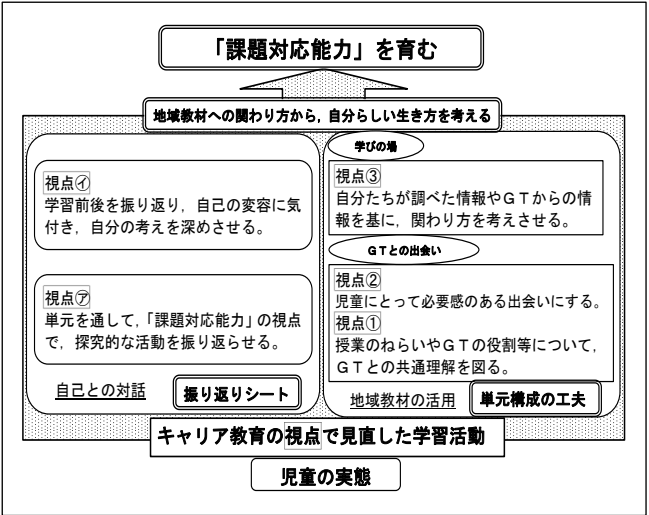 「課題対応能力」を育む
地域教材への関わり方から，自分らしい生き方を考える
視点㋑
学習前後を振り返り，自己の変容に気
付き，自分の考えを深めさせる。
視点㋐
単元を通して，「課題対応能力」の視点
で，探究的な活動を振り返らせる。
自己との対話
振り返りシート
学びの場
視点③
自分たちが調べた情報やＧＴからの情
報を基に，関わり方を考えさせる。
ＧＴとの出会い
視点②
児童にとって必要感のある出会いにする。
視点①
授業のねらいやＧＴの役割等について，
ＧＴとの共通理解を図る。
地域教材の活用
単元構成の工夫
キャリア教育の視点で見直した学習活動
児童の実態